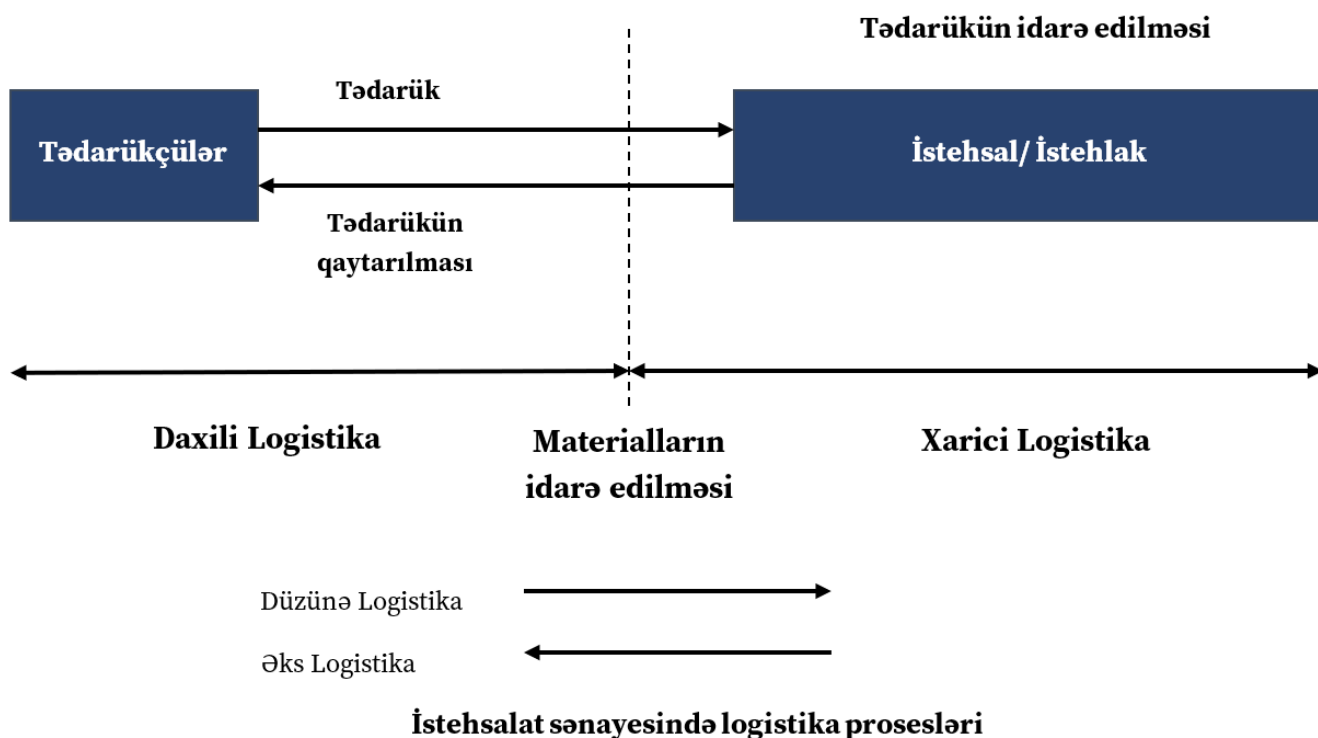 Tədarükün idarə edilməsi
Tədarük
Tədarükçülər
İstehsal/ İstehlak
Tədarükün
qaytarılması
Daxili Logistika
Materialların
idarə edilməsi
Xarici Logistika
Düzünə Logistika
Əks Logistika
İstehsalat sənayesində logistika prosesləri